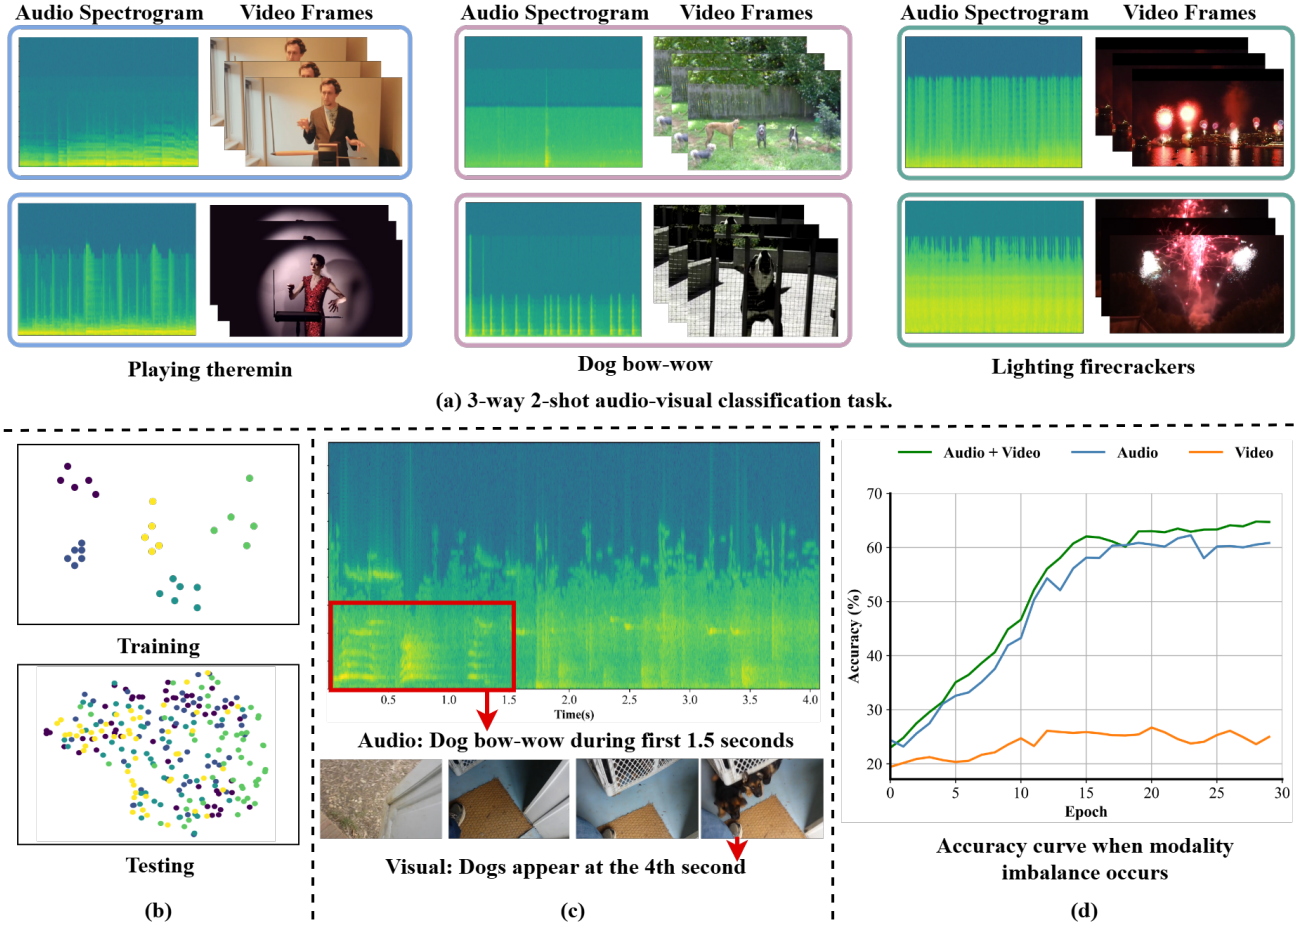 Audio Spectrogram Video Frames
Audio Spectrogram Video Frames
Audio Spectrogram Video Frames
Playing theremin
Dog bow-wow
Lighting firecrackers
(a) 3-way 2-shot audio-visual classification task.
Training
Testing
(b)
0.5 1.0 1.5 2.0 2.5 3.0 3.5 4.0
Time(s)
Audio: Dog bow-wow during first 1.5 seconds
Visual: Dogs appear at the 4th second
(c)
Audio + Video Audio Video
70
60
50
40
30
20
Accuracy (%)
0 5 10 15 20 25 30
Epoch
Accuracy curve when modality
imbalance occurs
(d)